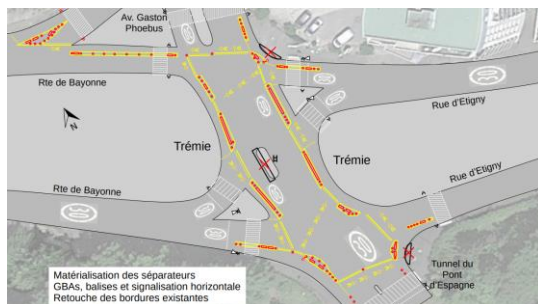 Av. Gaston
Phoebus
Rte de Bayonne
Rue d'Etigny
N
Trémie
Trémie
Rue d'Etigny
Rte de Bayonne
Tunnel du
Pont
d'Espagne
Matérialisation des séparateurs
GBAs, balises et signalisation horizontale
Retouche des bordures existantes